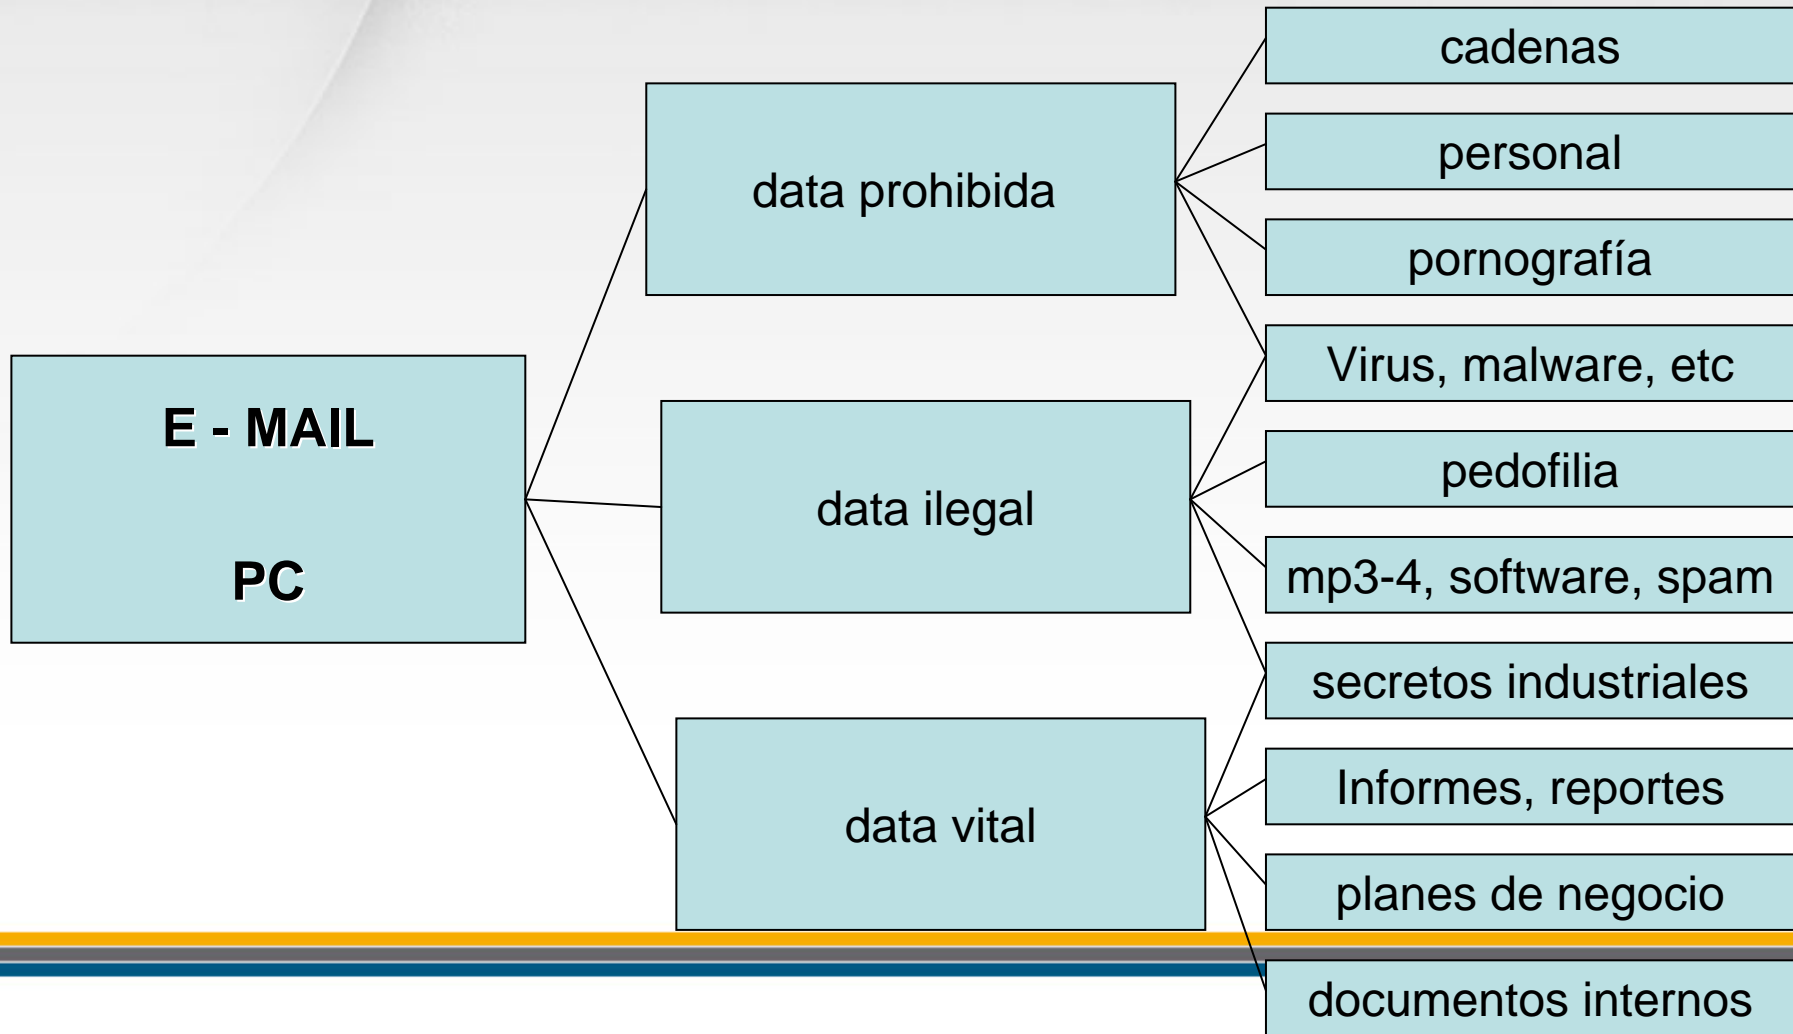 E - MAIL
PC
data prohibida
data ilegal
data vital
cadenas
personal
pornografía
Virus, malware, etc
pedofilia
mp3-4, software, spam
secretos industriales
Informes, reportes
planes de negocio
documentos internos